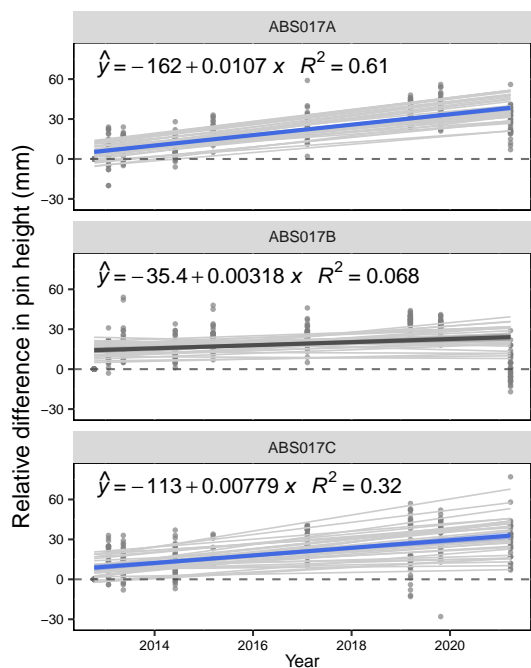 ABS017A
ŷ = −162 + 0.0107 x R² = 0.61
60
30
0
−30
ABS017B
ŷ = −35.4 + 0.00318 x R² = 0.068
60
30
0
−30
ABS017C
ŷ = −113 + 0.00779 x R² = 0.32
60
30
0
−30
2014 2016 2018 2020
Year
Relative difference in pin height (mm)